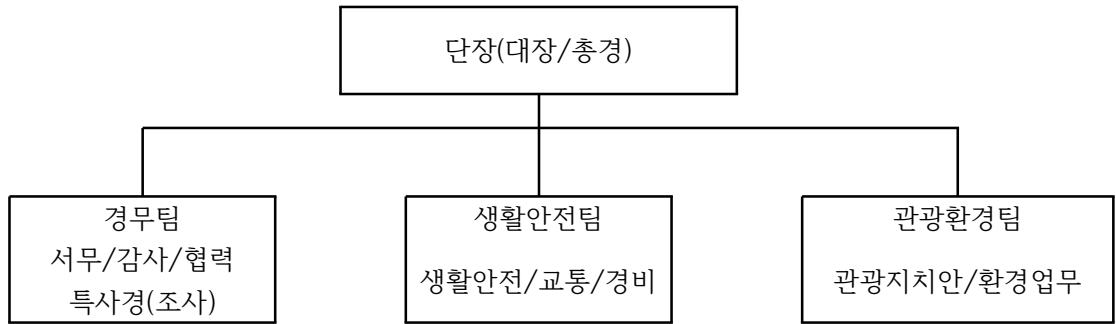 단장(대장/총경)
경무팀
서무/감사/협력
특사경(조사)
생활안전팀
생활안전/교통/경비
관광환경팀
관광지치안/환경업무